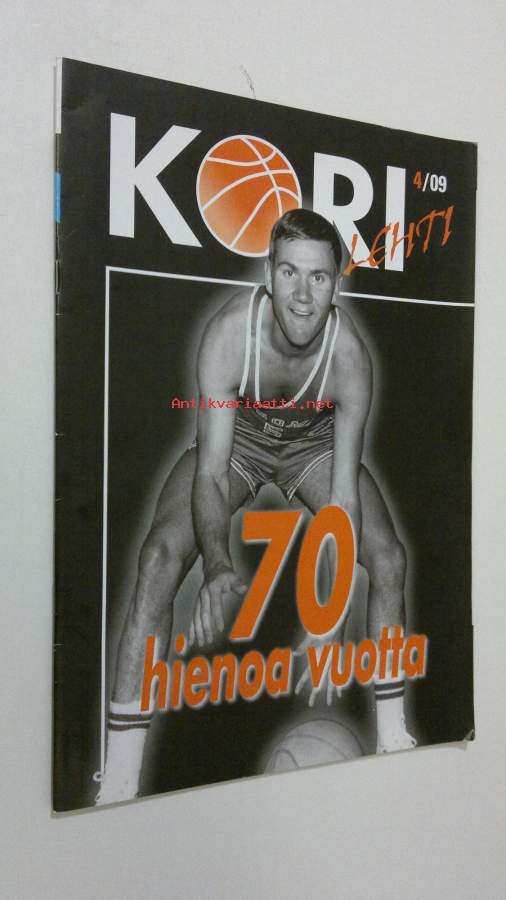 KORI
4/09
LEHTI
Antikvariaatti.net
70
hienoa vuotta